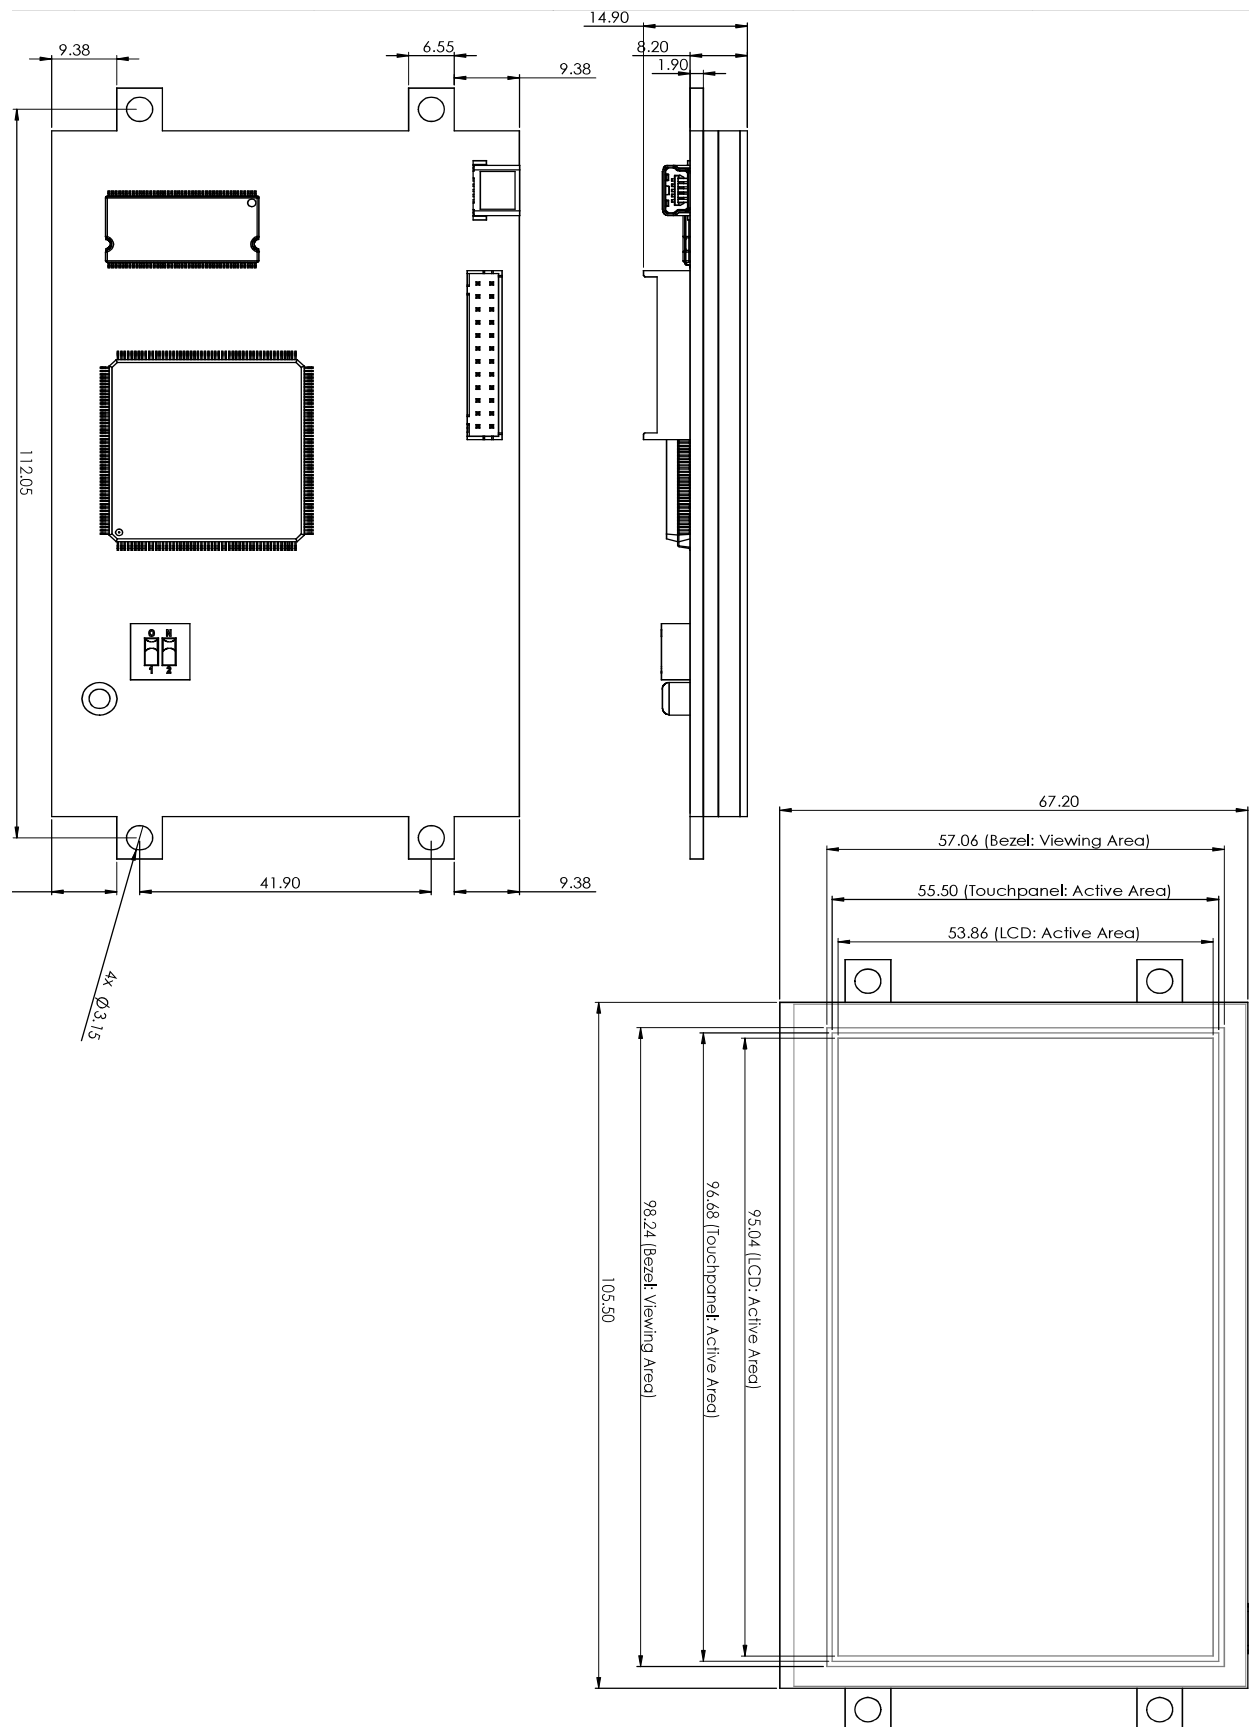 14.90
9.38
6.55
8.20
9.38
1.90
112.05
O N
1 2
67.20
57.06 (Bezel: Viewing Area)
41.90
9.38
55.50 (Touchpanel: Active Area)
53.86 (LCD: Active Area)
4x Ø3.15
95.04 (LCD: Active Area)
96.68 (Touchpanel: Active Area)
98.24 (Bezel: Viewing Area)
105.50